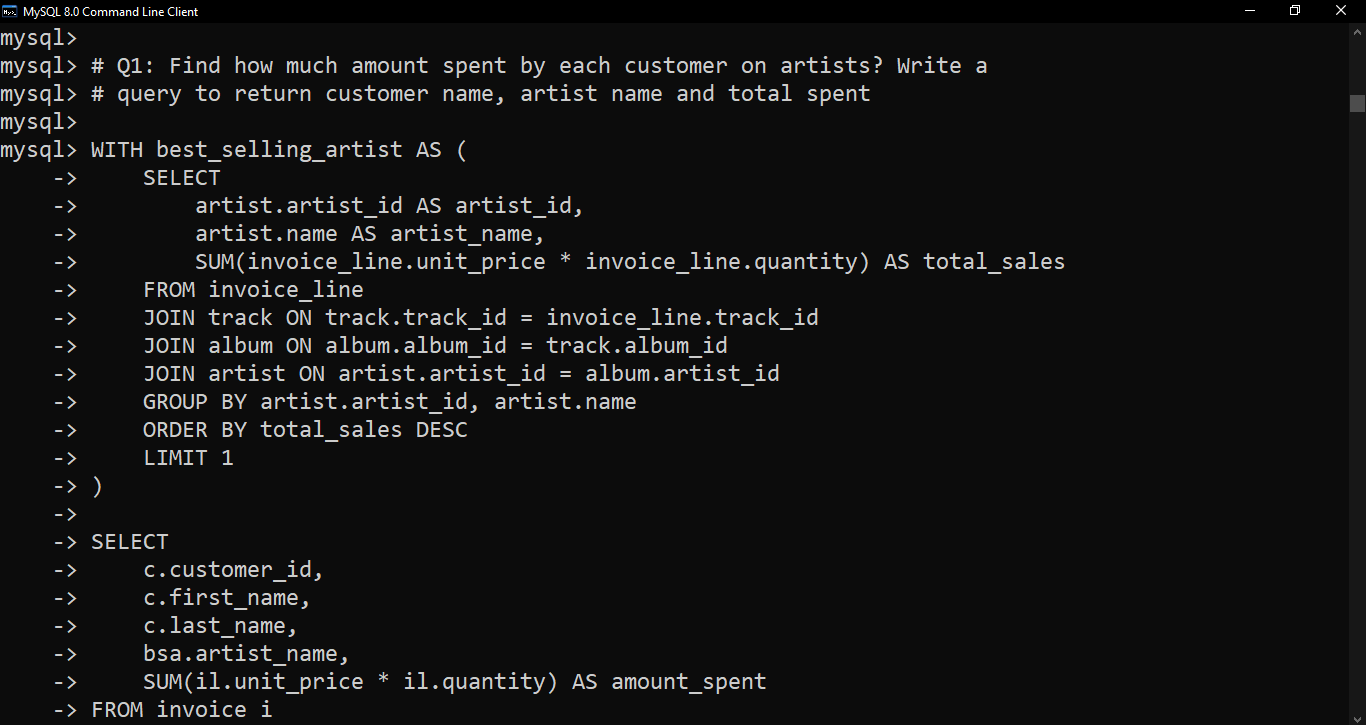 MySQL 8.0 Command Line Client
mysql>
mysql> # Q1: Find how much amount spent by each customer on artists? Write a
mysql> # query to return customer name, artist name and total spent
mysql>
mysql> WITH best_selling_artist AS (
    ->     SELECT
    ->         artist.artist_id AS artist_id,
    ->         artist.name AS artist_name,
    ->         SUM(invoice_line.unit_price * invoice_line.quantity) AS total_sales
    ->     FROM invoice_line
    ->     JOIN track ON track.track_id = invoice_line.track_id
    ->     JOIN album ON album.album_id = track.album_id
    ->     JOIN artist ON artist.artist_id = album.artist_id
    ->     GROUP BY artist.artist_id, artist.name
    ->     ORDER BY total_sales DESC
    ->     LIMIT 1
    -> )
    ->
    -> SELECT
    ->     c.customer_id,
    ->     c.first_name,
    ->     c.last_name,
    ->     bsa.artist_name,
    ->     SUM(il.unit_price * il.quantity) AS amount_spent
    -> FROM invoice i